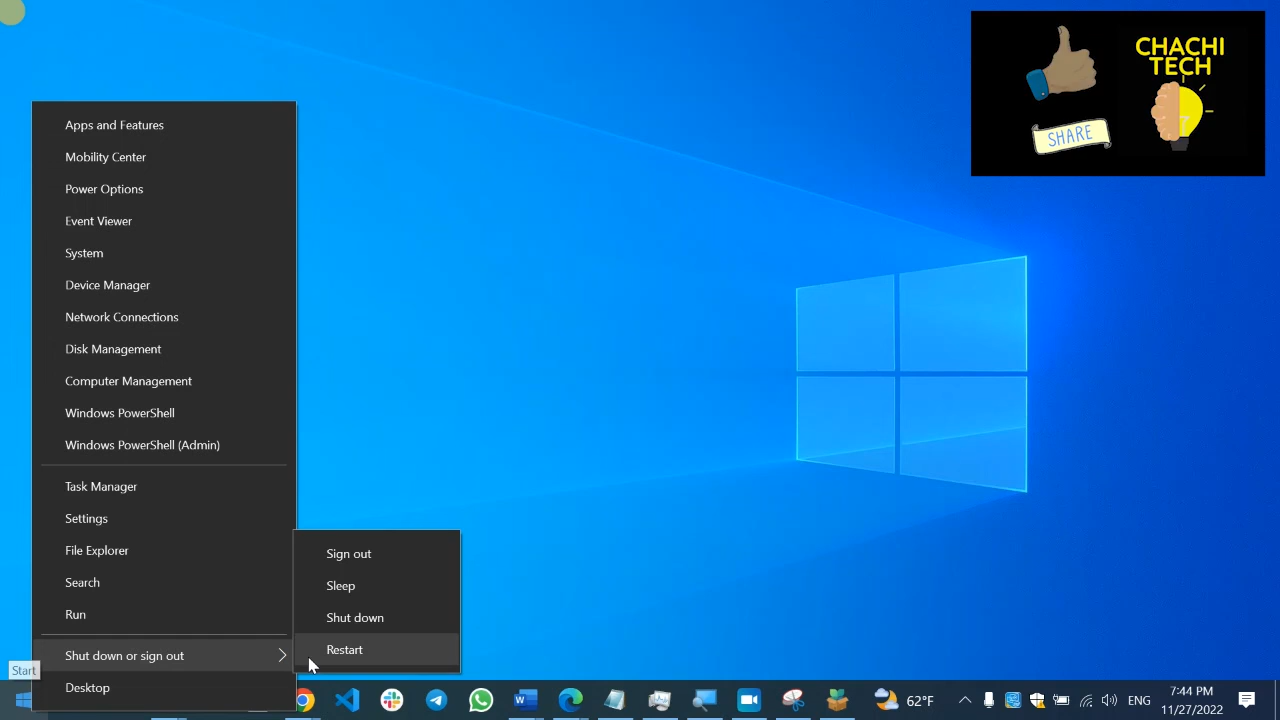 CHACHI
TECH
SHARE
Apps and Features
Mobility Center
Power Options
Event Viewer
System
Device Manager
Network Connections
Disk Management
Computer Management
Windows PowerShell
Windows PowerShell (Admin)
Task Manager
Settings
File Explorer
Search
Run
Shut down or sign out
Desktop
Sign out
Sleep
Shut down
Restart
Start
62°F
ENG
7:44 PM
11/27/2022